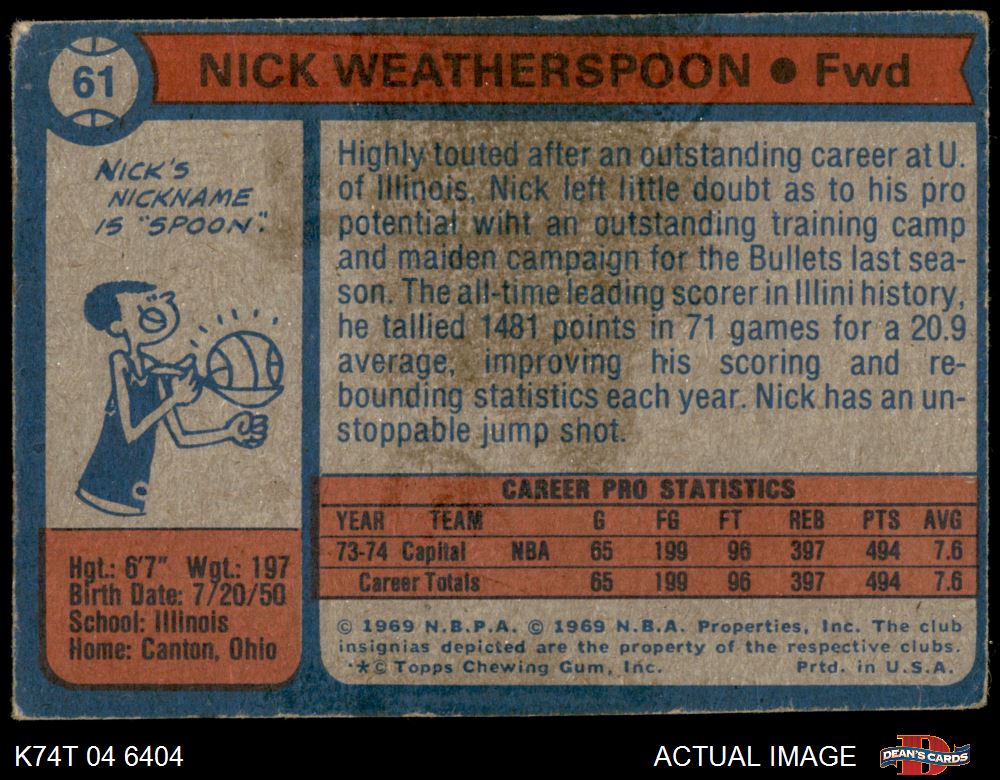 61
NICK WEATHERSPOON ● Fwd
NICK'S
NICKNAME
IS "SPOON".
Highly touted after an outstanding career at U.
of Illinois, Nick left little doubt as to his pro
potential wiht an outstanding training camp
and maiden campaign for the Bullets last sea-
son. The all-time leading scorer in Illini history,
he tallied 1481 points in 71 games for a 20.9
average, improving his scoring and re-
bounding statistics each year. Nick has an un-
stoppable jump shot.
Hgt.: 6'7" Wgt.: 197
Birth Date: 7/20/50
School: Illinois
Home: Canton, Ohio
CAREER PRO STATISTICS
YEAR TEAM G FG FT REB PTS AVG
73-74 Capital NBA 65 199 96 397 494 7.6
Career Totals 65 199 96 397 494 7.6
© 1969 N.B.P.A. © 1969 N.B.A. Properties, Inc. The club
insignias depicted are the property of the respective clubs.
*★© Topps Chewing Gum, Inc. Prtd. in U.S.A.
K74T 04 6404
ACTUAL IMAGE
D
DEAN'S CARDS